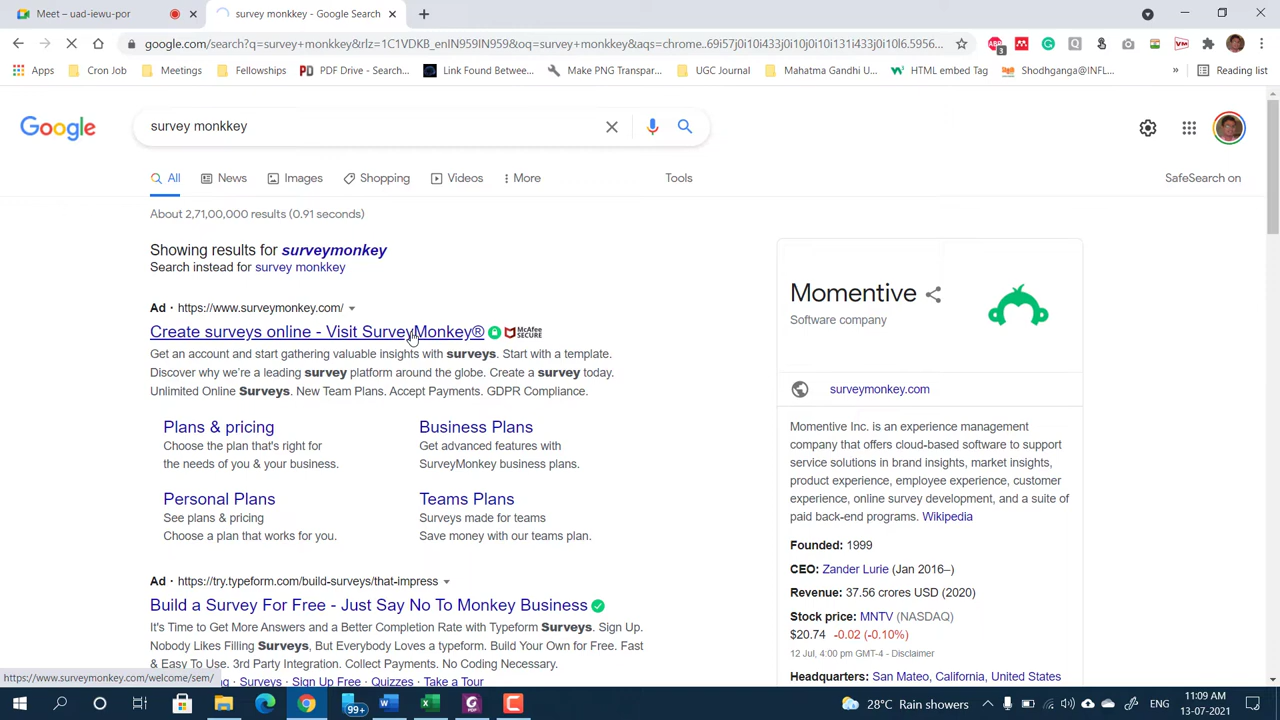 Meet – uad-iewu-por
survey monkkey - Google Search
google.com/search?q=survey+monkkey&rlz=1C1VDKB_enIN959IN959&oq=survey+monkkey&aqs=chrome..69i57j0i10i433j0i10j0i10i131i433j0i10l6.5956...
Apps
Cron Job
Meetings
Fellowships
PDF Drive - Search...
Link Found Betwee...
Make PNG Transpar...
UGC Journal
Mahatma Gandhi U...
HTML embed Tag
Shodhganga@INFL...
»
Reading list
Google
survey monkkey
All
News
Images
Shopping
Videos
More
Tools
SafeSearch on
About 2,71,00,000 results (0.91 seconds)
Showing results for surveymonkey
Search instead for survey monkkey
Ad · https://www.surveymonkey.com/
Create surveys online - Visit SurveyMonkey® McAfee SECURE
Get an account and start gathering valuable insights with surveys. Start with a template.
Discover why we're a leading survey platform around the globe. Create a survey today.
Unlimited Online Surveys. New Team Plans. Accept Payments. GDPR Compliance.
Plans & pricing
Choose the plan that's right for
the needs of you & your business.
Business Plans
Get advanced features with
SurveyMonkey business plans.
Personal Plans
See plans & pricing
Choose a plan that works for you.
Teams Plans
Surveys made for teams
Save money with our teams plan.
Ad · https://try.typeform.com/build-surveys/that-impress
Build a Survey For Free - Just Say No To Monkey Business
It's Time to Get More Answers and a Better Completion Rate with Typeform Surveys. Sign Up.
Nobody Likes Filling Surveys, But Everybody Loves a typeform. Build Your Own for Free. Fast
& Easy To Use. 3rd Party Integration. Collect Payments. No Coding Necessary.
· Surveys · Sign Up Free · Quizzes · Take a Tour
Momentive
Software company
surveymonkey.com
Momentive Inc. is an experience management
company that offers cloud-based software to support
service solutions in brand insights, market insights,
product experience, employee experience, customer
experience, online survey development, and a suite of
paid back-end programs. Wikipedia
Founded: 1999
CEO: Zander Lurie (Jan 2016–)
Revenue: 37.56 crores USD (2020)
Stock price: MNTV (NASDAQ)
$20.74 -0.02 (-0.10%)
12 Jul, 4:00 pm GMT-4 - Disclaimer
Headquarters: San Mateo, California, United States
https://www.surveymonkey.com/welcome/sem/
99+
28°C Rain showers
11:09 AM
13-07-2021